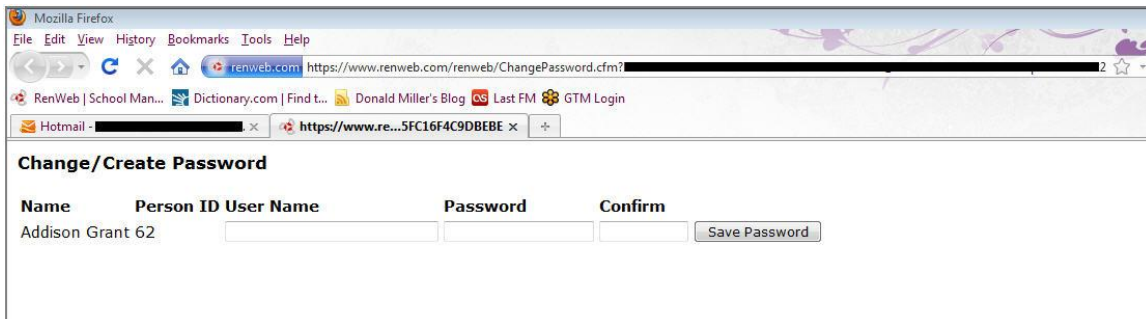 Mozilla Firefox
File Edit View History Bookmarks Tools Help
renweb.com https://www.renweb.com/renweb/ChangePassword.cfm? 2
RenWeb | School Man... Dictionary.com | Find t... Donald Miller's Blog Last FM GTM Login
Hotmail - https://www.re...5FC16F4C9DBEBE
Change/Create Password
Name Person ID User Name Password Confirm
Addison Grant 62 Save Password